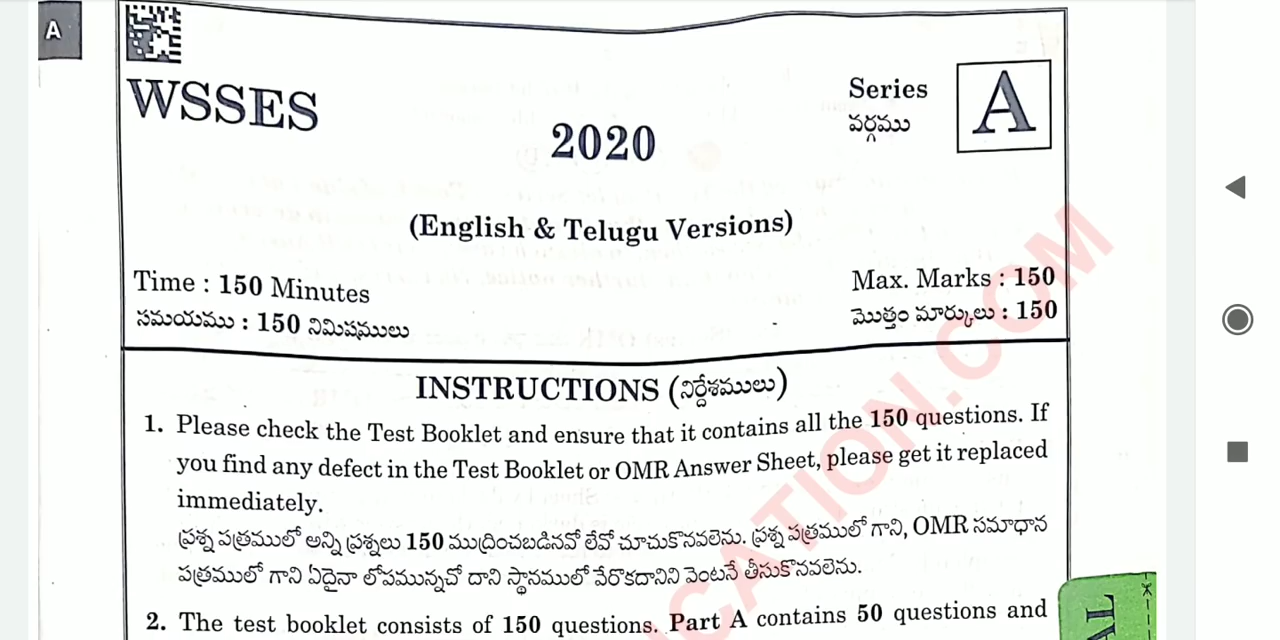 A
WSSES
Series
వర్గము
A
2020
(English & Telugu Versions)
Time : 150 Minutes
Max. Marks : 150
సమయము : 150 నిమిషములు
మొత్తం మార్కులు : 150
INSTRUCTIONS (నిర్దేశములు)
1. Please check the Test Booklet and ensure that it contains all the 150 questions. If
you find any defect in the Test Booklet or OMR Answer Sheet, please get it replaced
immediately.
ప్రశ్న పత్రములో అన్ని ప్రశ్నలు 150 ముద్రించబడినవో లేవో చూచుకొనవలెను. ప్రశ్న పత్రములో గాని, OMR సమాధాన
పత్రములో గాని ఏదైనా లోపమున్నచో దాని స్థానములో వేరొకదానిని వెంటనే తీసుకొనవలెను.
2. The test booklet consists of 150 questions. Part A contains 50 questions and